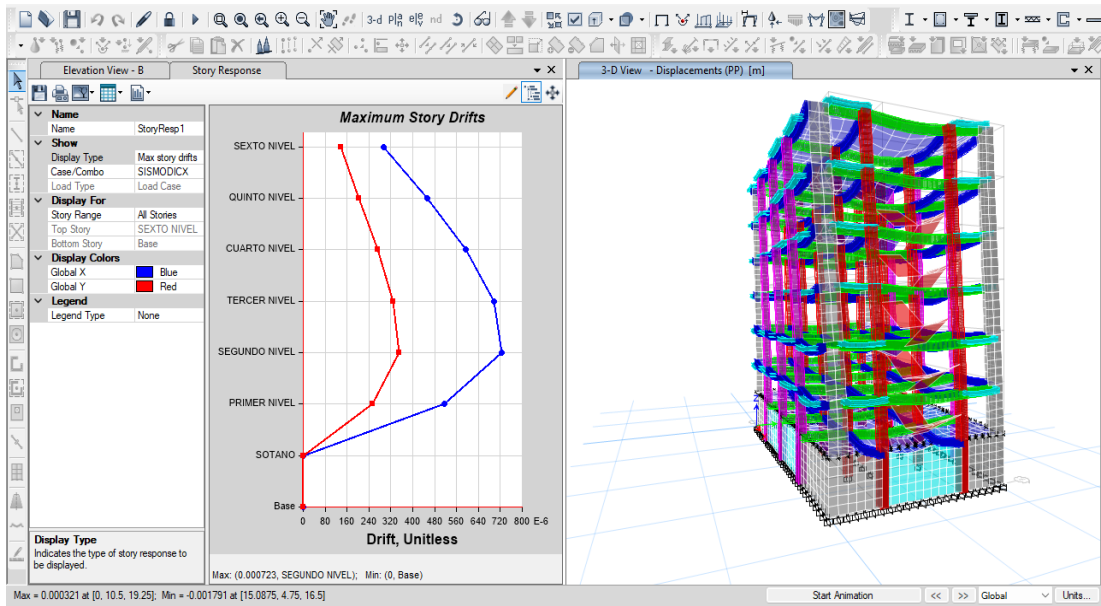 3-d Pla ele nd
Elevation View - B
Story Response
3-D View - Displacements (PP) [m]
Name
Name StoryResp1
Show
Display Type Max story drifts
Case/Combo SISMODICX
Load Type Load Case
Display For
Story Range All Stories
Top Story SEXTO NIVEL
Bottom Story Base
Display Colors
Global X Blue
Global Y Red
Legend
Legend Type None
Display Type
Indicates the type of story response to
be displayed.
Maximum Story Drifts
SEXTO NIVEL
QUINTO NIVEL
CUARTO NIVEL
TERCER NIVEL
SEGUNDO NIVEL
PRIMER NIVEL
SOTANO
Base
0 80 160 240 320 400 480 560 640 720 800 E-6
Drift, Unitless
Max: (0.000723, SEGUNDO NIVEL); Min: (0, Base)
Max = 0.000321 at [0, 10.5, 19.25]; Min = -0.001791 at [15.0875, 4.75, 16.5]
Start Animation << >> Global Units...